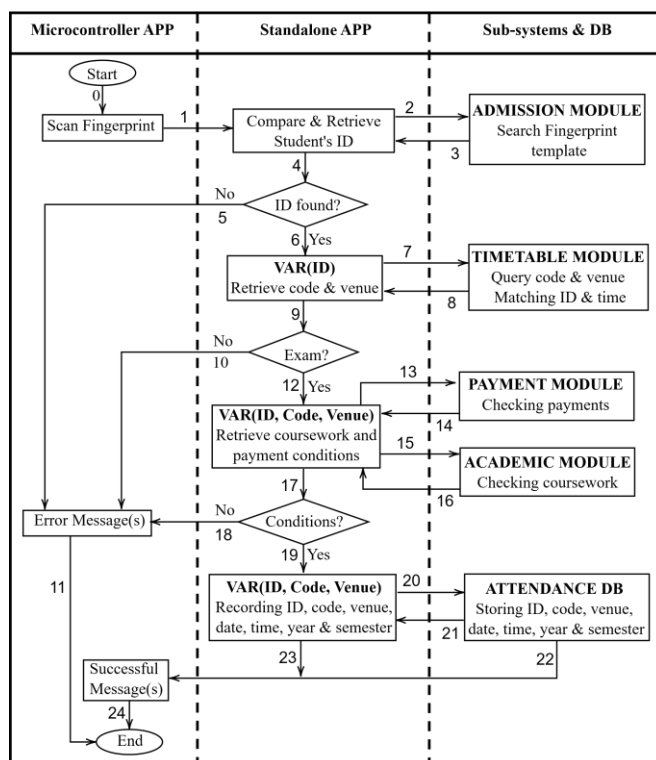 Microcontroller APP
Standalone APP
Sub-systems & DB
Start
0
Scan Fingerprint
1
Compare & Retrieve
Student's ID
2
ADMISSION MODULE
Search Fingerprint
template
3
4
No
5
ID found?
6
Yes
VAR(ID)
Retrieve code & venue
7
TIMETABLE MODULE
Query code & venue
Matching ID & time
8
9
No
10
Exam?
12
Yes
13
PAYMENT MODULE
Checking payments
14
VAR(ID, Code, Venue)
Retrieve coursework and
payment conditions
15
ACADEMIC MODULE
Checking coursework
16
17
No
18
Conditions?
Error Message(s)
19
Yes
11
VAR(ID, Code, Venue)
Recording ID, code, venue,
date, time, year & semester
20
ATTENDANCE DB
Storing ID, code, venue,
date, time, year & semester
21
22
23
Successful
Message(s)
24
End